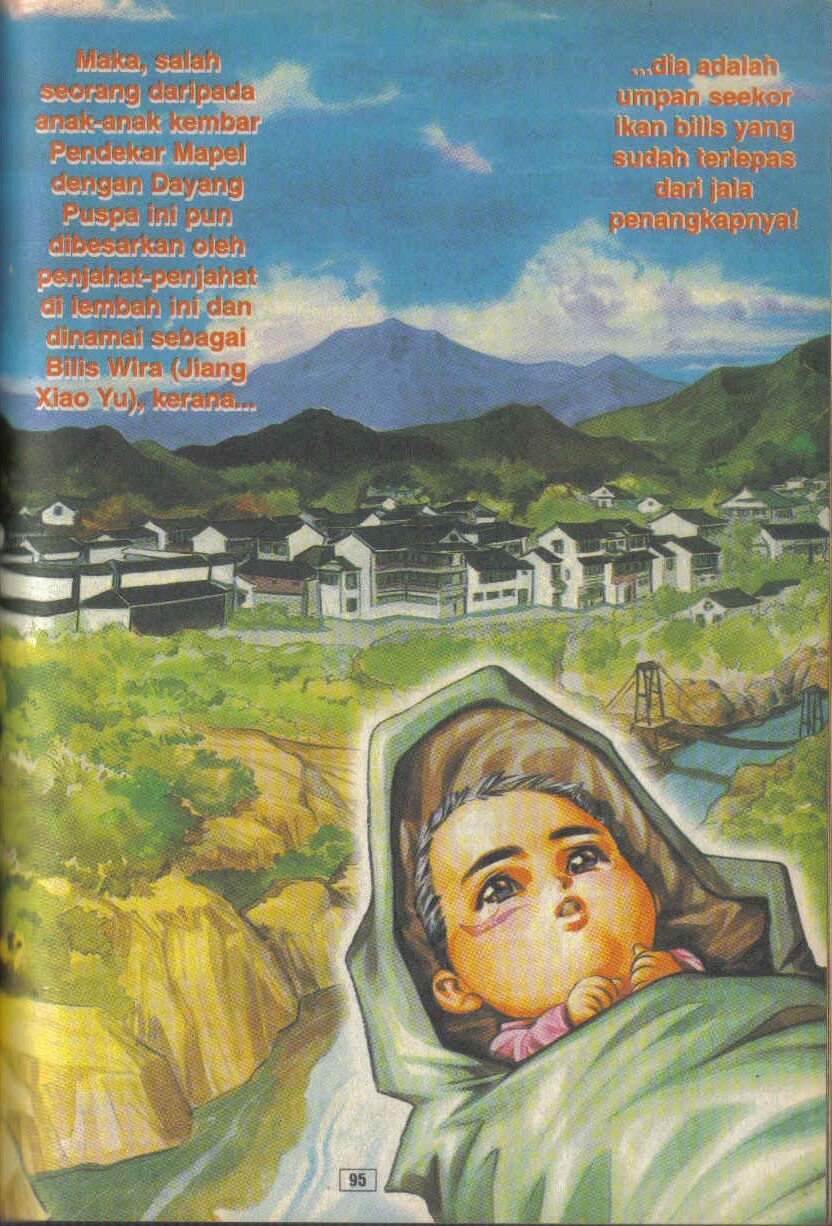 Maka, salah
seorang daripada
anak-anak kembar
Pendekar Mapel
dengan Dayang
Puspa ini pun
dibesarkan oleh
penjahat-penjahat
di lembah ini dan
dinamai sebagai
Bilis Wira (Jiang
Xiao Yu), kerana...
...dia adalah
umpan seekor
ikan bilis yang
sudah terlepas
dari jala
penangkapnya!
95